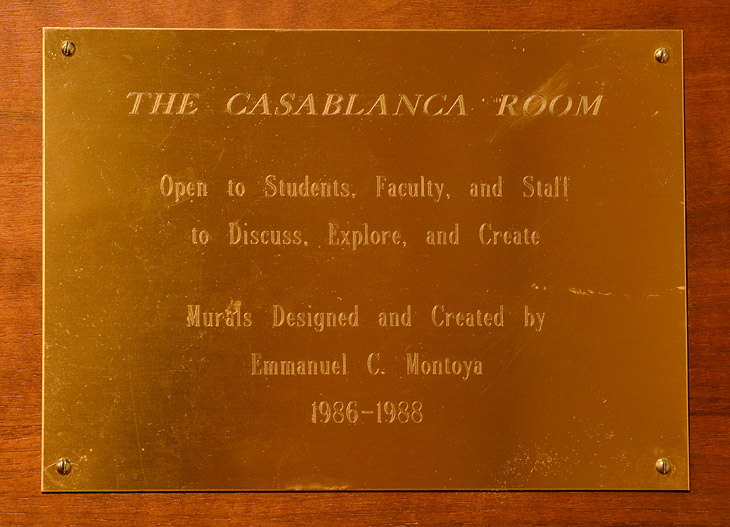 THE CASABLANCA ROOM
Open to Students, Faculty, and Staff
to Discuss, Explore, and Create
Murals Designed and Created by
Emmanuel C. Montoya
1986-1988